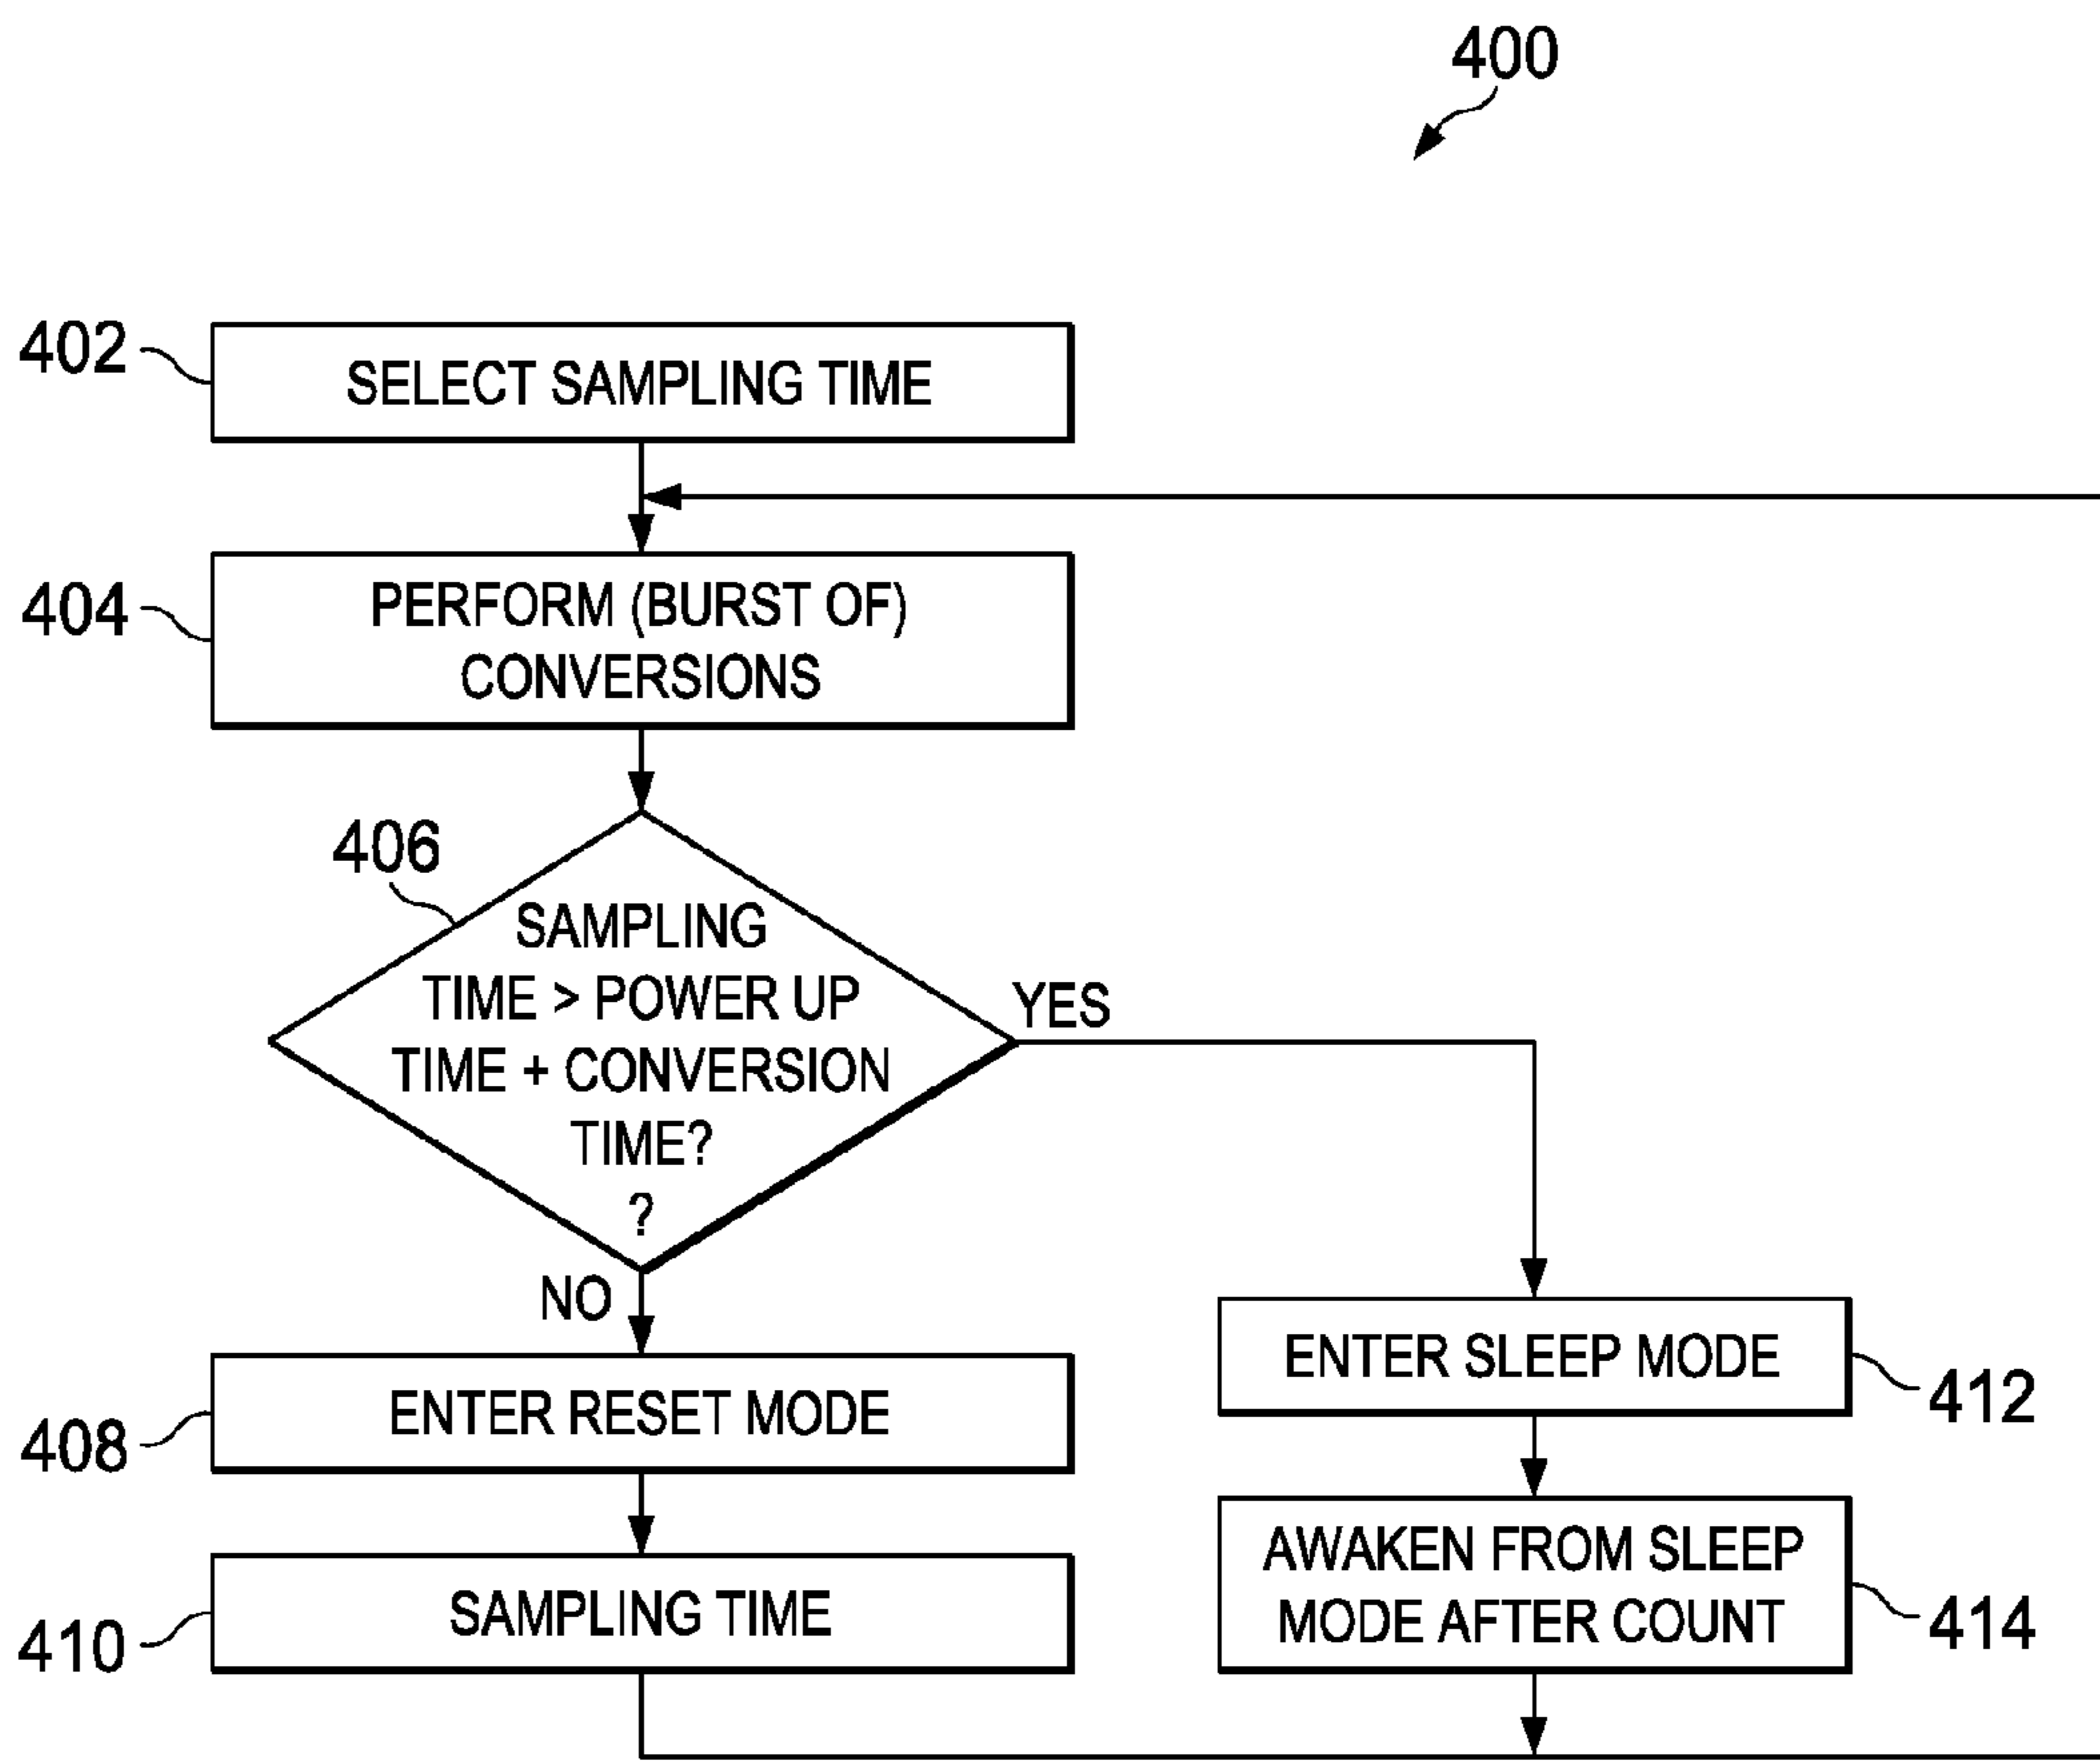 400
402
SELECT SAMPLING TIME
404
PERFORM (BURST OF)
CONVERSIONS
406
SAMPLING
TIME > POWER UP
TIME + CONVERSION
TIME?
?
YES
NO
408
ENTER RESET MODE
410
SAMPLING TIME
ENTER SLEEP MODE
412
AWAKEN FROM SLEEP
MODE AFTER COUNT
414